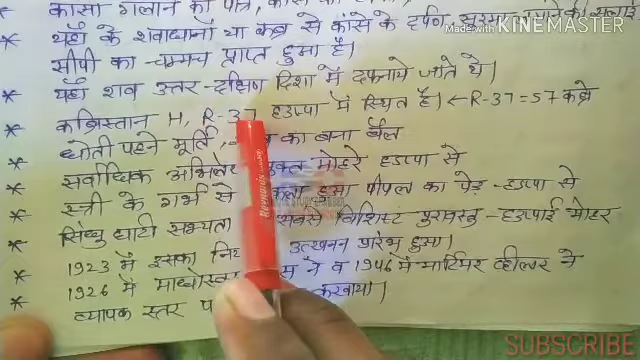 कांसा गलाने का पात्र, कांसे का
* यहाँ के शवाधानों या कब्र से कांसे के दर्पण, सुरमा
सीपी का चम्मच प्राप्त हुआ है।
* यहाँ शव उत्तर-दक्षिण दिशा में दफनाये जाते थे।
* कब्रिस्तान H, R-37 हड़प्पा में स्थित है। ← R-37 = 57 कब्रे
* धोती पहने मूर्ति, का बना बैल
* सर्वाधिक अभिलेख युक्त मोहरे हड़प्पा से
* स्त्री के गर्भ से निकला हुआ पीपल का पेड़ - हड़प्पा से
* सिंधु घाटी सभ्यता सबसे विशिष्ट पुरावस्तु - हड़प्पाई मोहर
* 1923 में इसका उत्खनन प्रारंभ हुआ।
* 1926 में माधोस्वरूप ने व 1946 में मार्टिमर व्हीलर ने
व्यापक स्तर करवाया।
Made with KINEMASTER
Reynolds
SUBSCRIBE